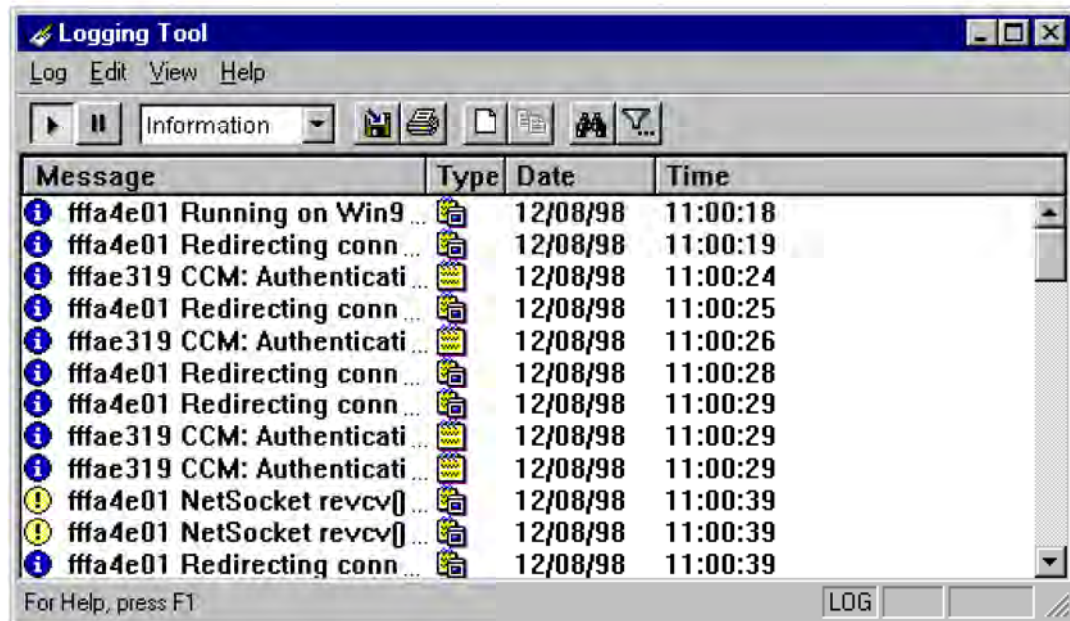 Logging Tool
Log Edit View Help
Information
Message Type Date Time
fffa4e01 Running on Win9... 12/08/98 11:00:18
fffa4e01 Redirecting conn... 12/08/98 11:00:19
fffae319 CCM: Authenticati... 12/08/98 11:00:24
fffa4e01 Redirecting conn... 12/08/98 11:00:25
fffae319 CCM: Authenticati... 12/08/98 11:00:26
fffa4e01 Redirecting conn... 12/08/98 11:00:28
fffa4e01 Redirecting conn... 12/08/98 11:00:29
fffae319 CCM: Authenticati... 12/08/98 11:00:29
fffae319 CCM: Authenticati... 12/08/98 11:00:29
fffa4e01 NetSocket revcv()... 12/08/98 11:00:39
fffa4e01 NetSocket revcv()... 12/08/98 11:00:39
fffa4e01 Redirecting conn... 12/08/98 11:00:39
For Help, press F1 LOG